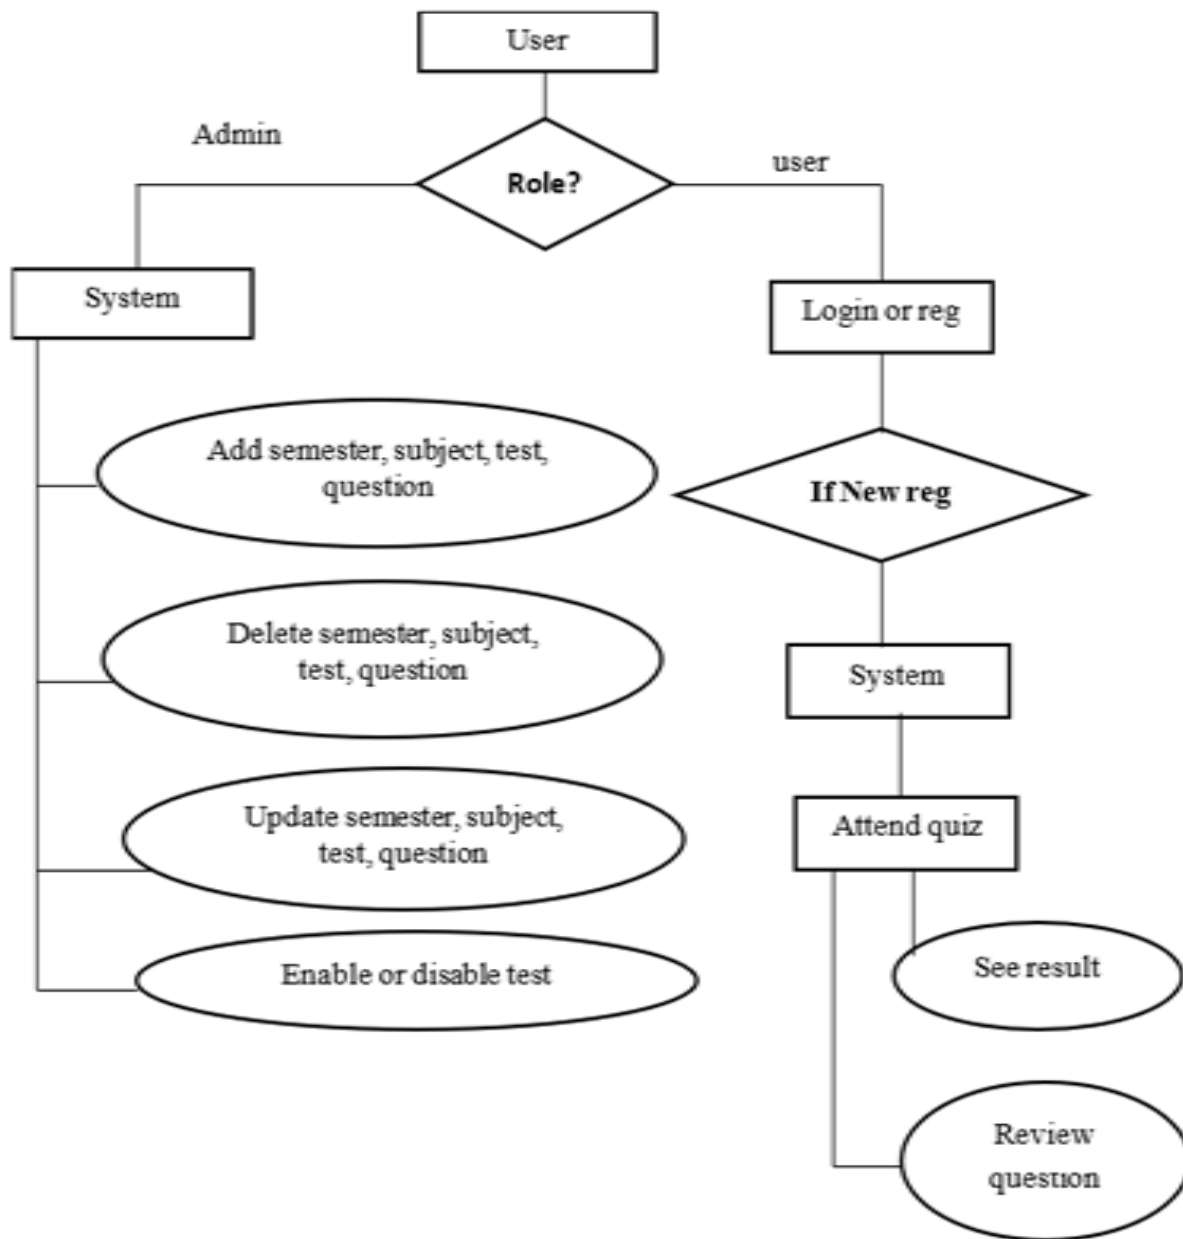 User
Admin
Role?
user
System
Login or reg
Add semester, subject, test,
question
If New reg
Delete semester, subject,
test, question
System
Update semester, subject,
test, question
Attend quiz
Enable or disable test
See result
Review
question